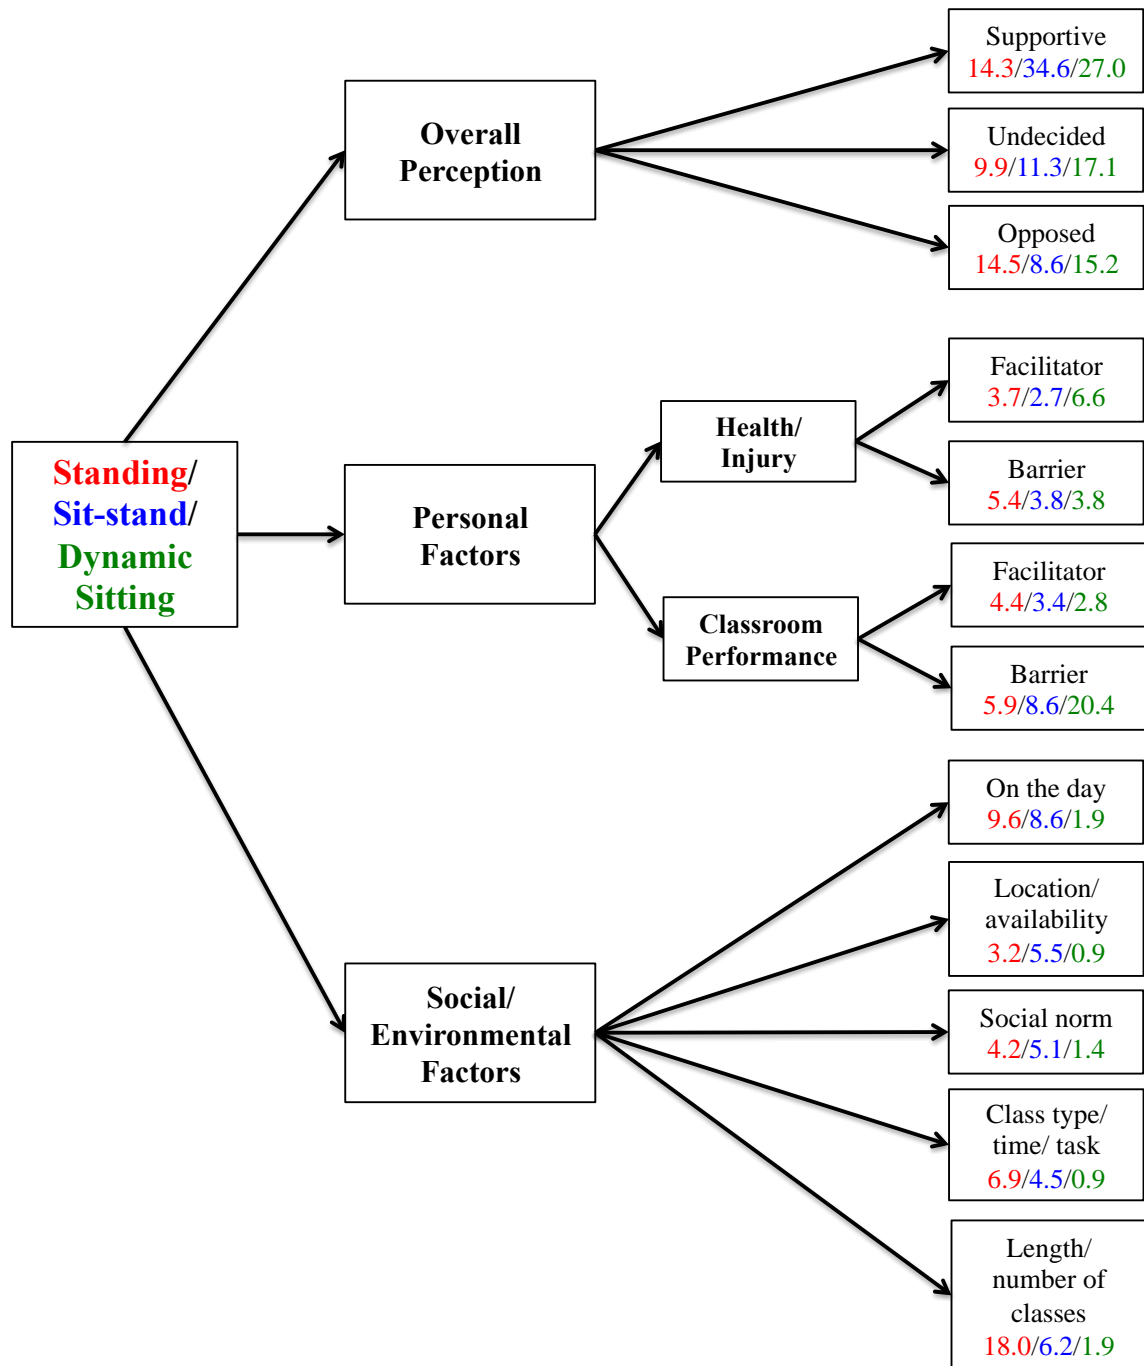 Supportive
14.3/34.6/27.0
Overall
Perception
Undecided
9.9/11.3/17.1
Opposed
14.5/8.6/15.2
Standing/
Sit-stand/
Dynamic
Sitting
Personal
Factors
Health/
Injury
Facilitator
3.7/2.7/6.6
Barrier
5.4/3.8/3.8
Classroom
Performance
Facilitator
4.4/3.4/2.8
Barrier
5.9/8.6/20.4
Social/
Environmental
Factors
On the day
9.6/8.6/1.9
Location/
availability
3.2/5.5/0.9
Social norm
4.2/5.1/1.4
Class type/
time/ task
6.9/4.5/0.9
Length/
number of
classes
18.0/6.2/1.9